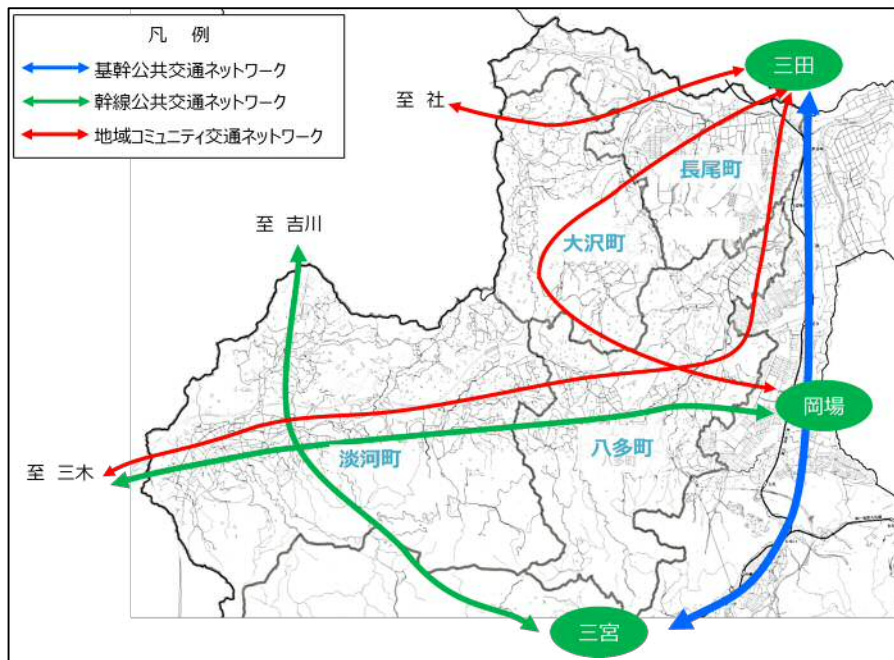 凡 例
基幹公共交通ネットワーク
幹線公共交通ネットワーク
地域コミュニティ交通ネットワーク
三田
至 社
長尾町
至 吉川
大沢町
岡場
淡河町
八多町
至 三木
三宮